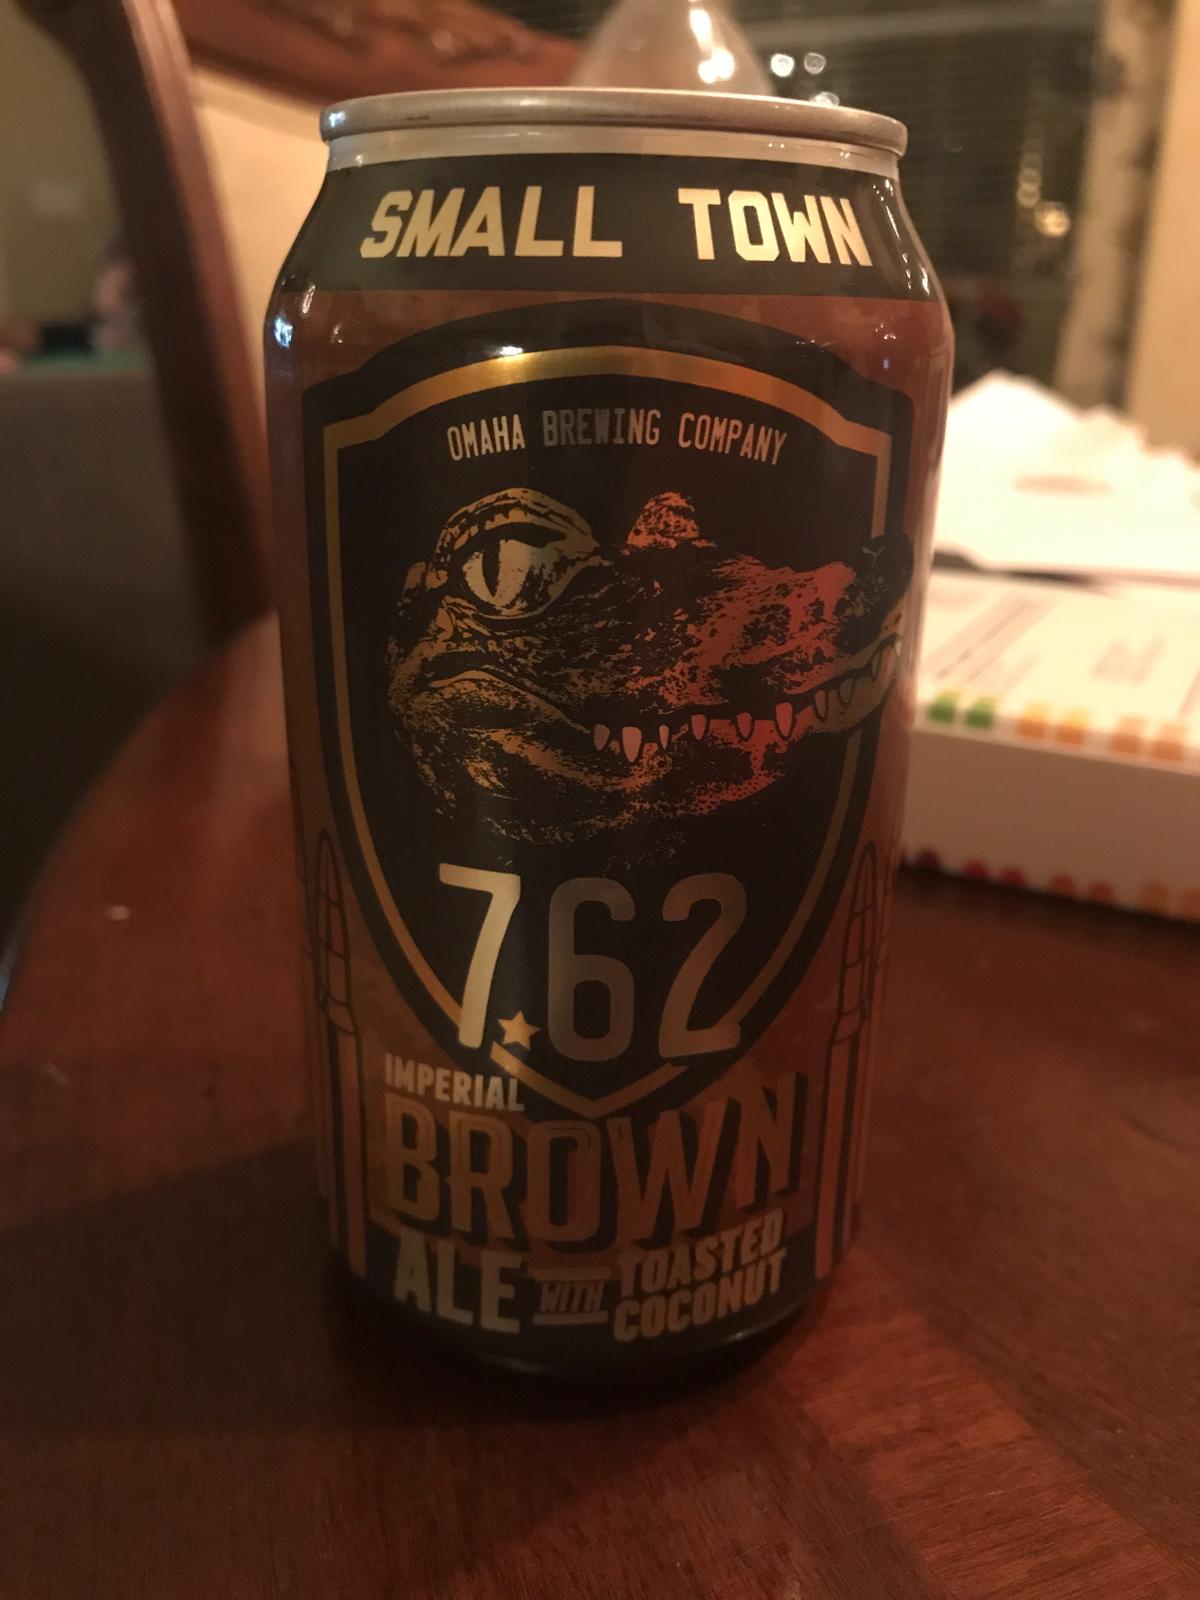 SMALL TOWN
OMAHA BREWING COMPANY
7.62
IMPERIAL
BROWN
ALE WITH TOASTED
COCONUT